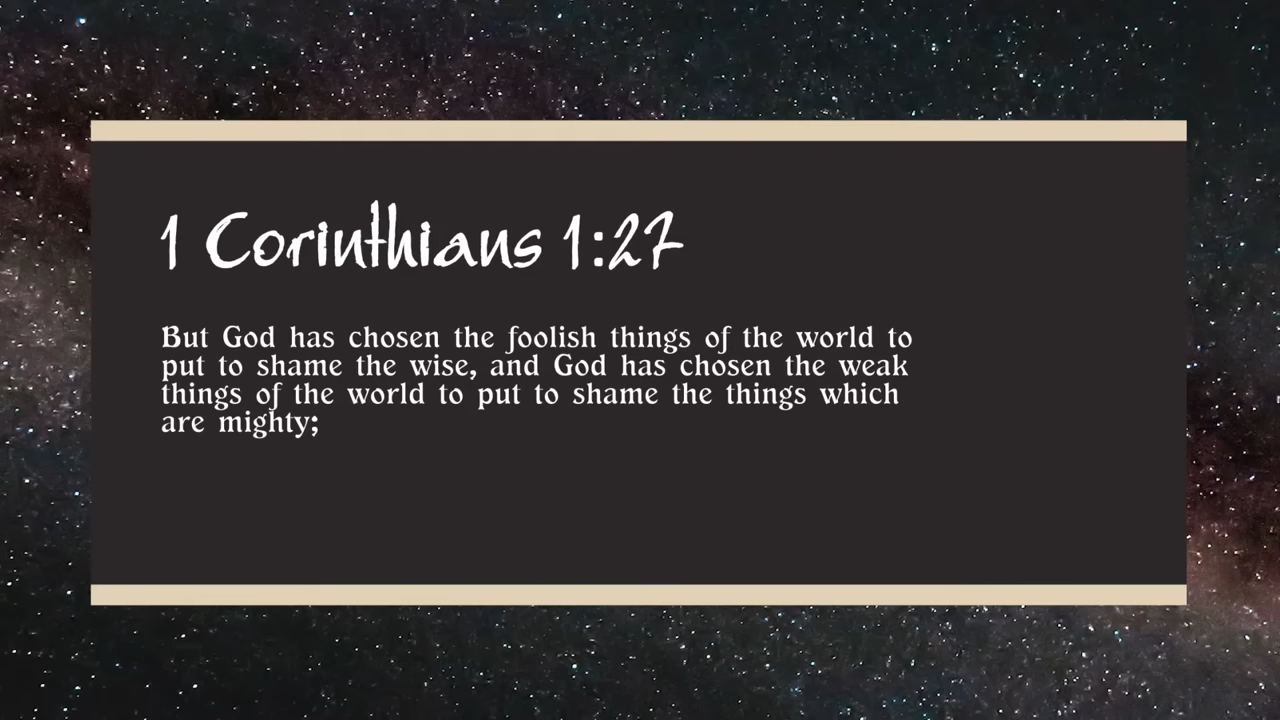 1 Corinthians 1:27
But God has chosen the foolish things of the world to
put to shame the wise, and God has chosen the weak
things of the world to put to shame the things which
are mighty;